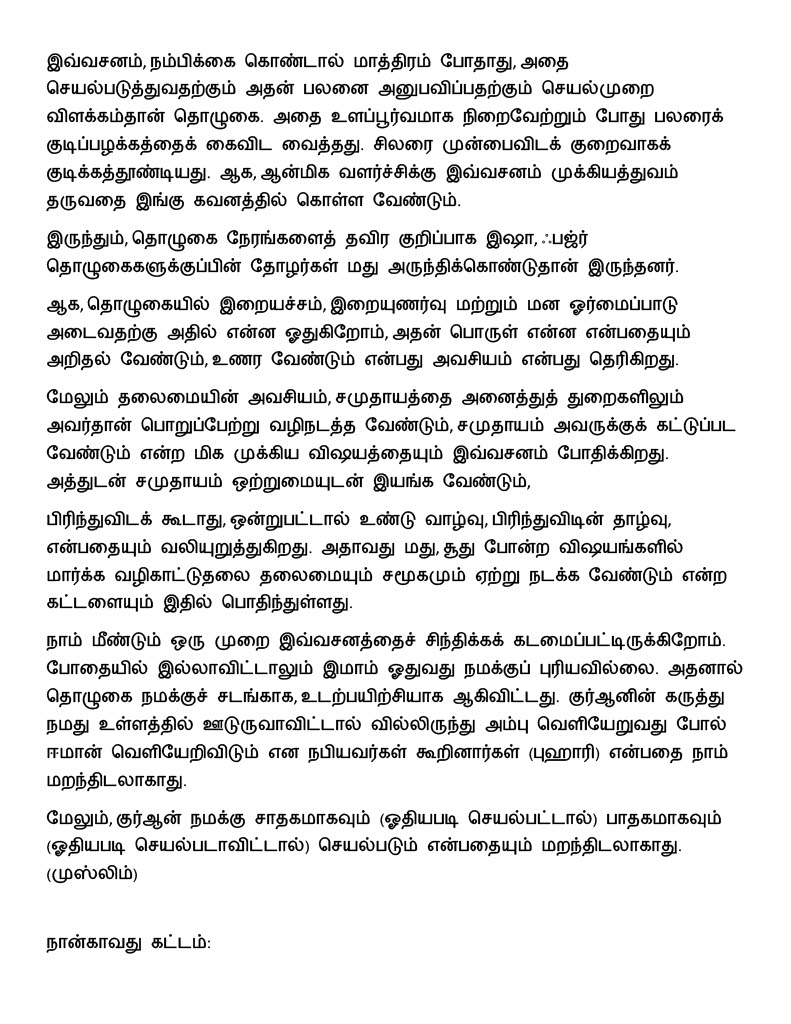 இவ்வசனம், நம்பிக்கை கொண்டால் மாத்திரம் போதாது, அதை
செயல்படுத்துவதற்கும் அதன் பலனை அனுபவிப்பதற்கும் செயல்முறை
விளக்கம்தான் தொழுகை. அதை உளப்பூர்வமாக நிறைவேற்றும் போது பலரைக்
குடிப்பழக்கத்தைக் கைவிட வைத்தது. சிலரை முன்பைவிடக் குறைவாகக்
குடிக்கத்தூண்டியது. ஆக, ஆன்மிக வளர்ச்சிக்கு இவ்வசனம் முக்கியத்துவம்
தருவதை இங்கு கவனத்தில் கொள்ள வேண்டும்.
இருந்தும், தொழுகை நேரங்களைத் தவிர குறிப்பாக இஷா, ஃபஜ்ர்
தொழுகைகளுக்குப்பின் தோழர்கள் மது அருந்திக்கொண்டுதான் இருந்தனர்.
ஆக, தொழுகையில் இறையச்சம், இறையுணர்வு மற்றும் மன ஓர்மைப்பாடு
அடைவதற்கு அதில் என்ன ஓதுகிறோம், அதன் பொருள் என்ன என்பதையும்
அறிதல் வேண்டும், உணர வேண்டும் என்பது அவசியம் என்பது தெரிகிறது.
மேலும் தலைமையின் அவசியம், சமுதாயத்தை அனைத்துத் துறைகளிலும்
அவர்தான் பொறுப்பேற்று வழிநடத்த வேண்டும், சமுதாயம் அவருக்குக் கட்டுப்பட
வேண்டும் என்ற மிக முக்கிய விஷயத்தையும் இவ்வசனம் போதிக்கிறது.
அத்துடன் சமுதாயம் ஒற்றுமையுடன் இயங்க வேண்டும்,
பிரிந்துவிடக் கூடாது, ஒன்றுபட்டால் உண்டு வாழ்வு, பிரிந்துவிடின் தாழ்வு,
என்பதையும் வலியுறுத்துகிறது. அதாவது மது, சூது போன்ற விஷயங்களில்
மார்க்க வழிகாட்டுதலை தலைமையும் சமூகமும் ஏற்று நடக்க வேண்டும் என்ற
கட்டளையும் இதில் பொதிந்துள்ளது.
நாம் மீண்டும் ஒரு முறை இவ்வசனத்தைச் சிந்திக்கக் கடமைப்பட்டிருக்கிறோம்.
போதையில் இல்லாவிட்டாலும் இமாம் ஓதுவது நமக்குப் புரியவில்லை. அதனால்
தொழுகை நமக்குச் சடங்காக, உடற்பயிற்சியாக ஆகிவிட்டது. குர்ஆனின் கருத்து
நமது உள்ளத்தில் ஊடுருவாவிட்டால் வில்லிருந்து அம்பு வெளியேறுவது போல்
ஈமான் வெளியேறிவிடும் என நபியவர்கள் கூறினார்கள் (புஹாரி) என்பதை நாம்
மறந்திடலாகாது.
மேலும், குர்ஆன் நமக்கு சாதகமாகவும் (ஓதியபடி செயல்பட்டால்) பாதகமாகவும்
(ஓதியபடி செயல்படாவிட்டால்) செயல்படும் என்பதையும் மறந்திடலாகாது.
(முஸ்லிம்)
நான்காவது கட்டம்: